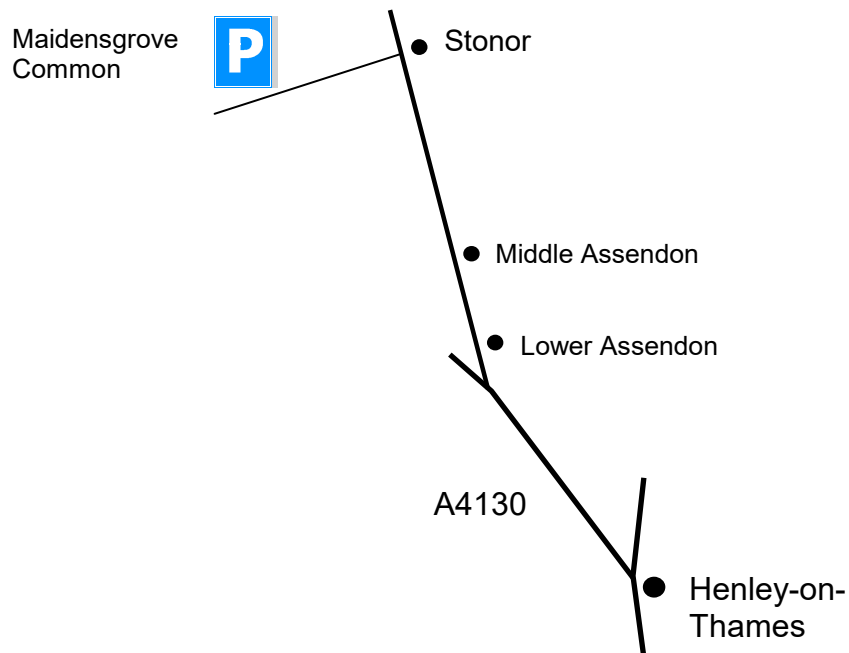 Maidensgrove
Common
P
Stonor
Middle Assendon
Lower Assendon
A4130
Henley-on-
Thames